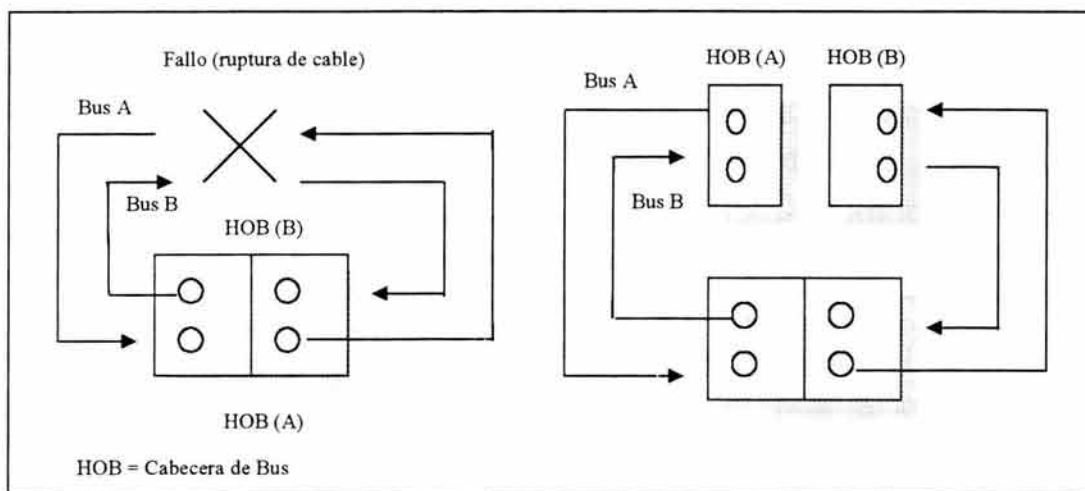 Fallo (ruptura de cable)
Bus A
Bus B
HOB (B)
HOB (A)
HOB = Cabecera de Bus
HOB (A)
HOB (B)
Bus A
Bus B